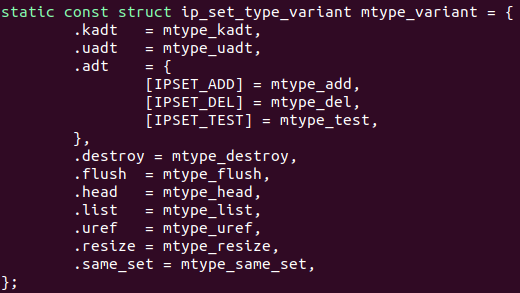 static const struct ip_set_type_variant mtype_variant = {
        .kadt   = mtype_kadt,
        .uadt   = mtype_uadt,
        .adt    = {
                [IPSET_ADD] = mtype_add,
                [IPSET_DEL] = mtype_del,
                [IPSET_TEST] = mtype_test,
        },
        .destroy = mtype_destroy,
        .flush  = mtype_flush,
        .head   = mtype_head,
        .list   = mtype_list,
        .uref   = mtype_uref,
        .resize = mtype_resize,
        .same_set = mtype_same_set,
};